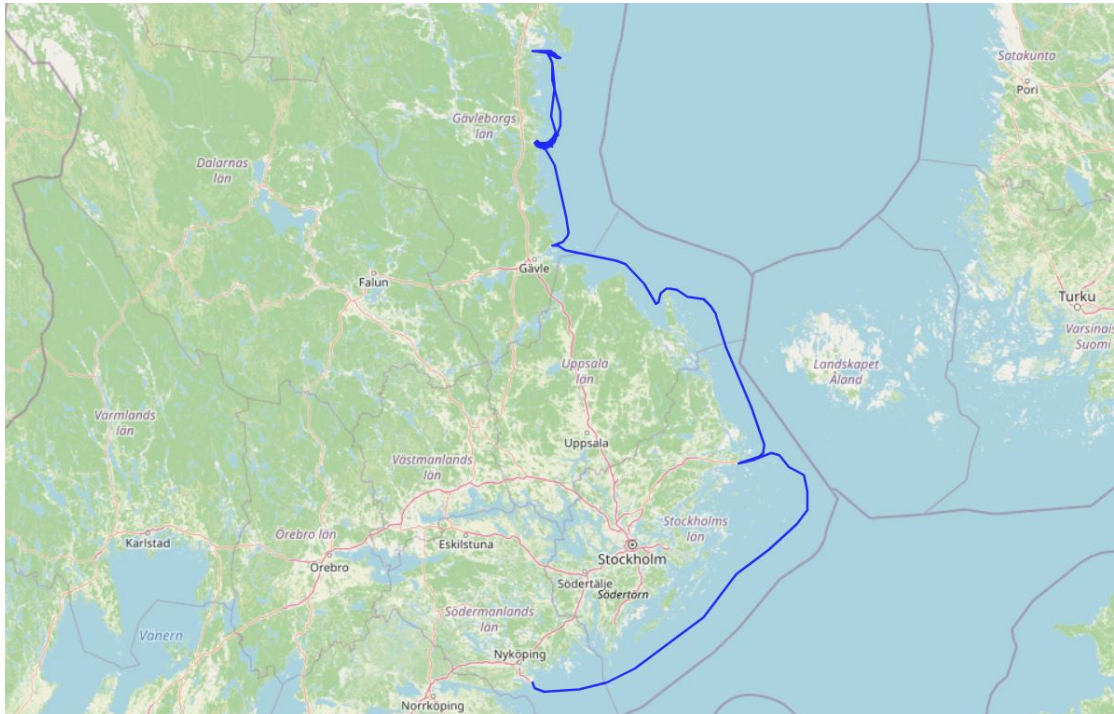 Satakunta
Pori
Gävleborgs
län
Dalarnas
län
Gävle
Falun
Turku
Varsinais
Suomi
Landskapet
Åland
Uppsala
län
Värmlands
län
Uppsala
Västmanlands
län
Stockholms
län
Örebro län
Karlstad
Eskilstuna
Stockholm
Örebro
Södertälje
Södertörn
Södermanlands
län
Vänern
Nyköping
Norrköping